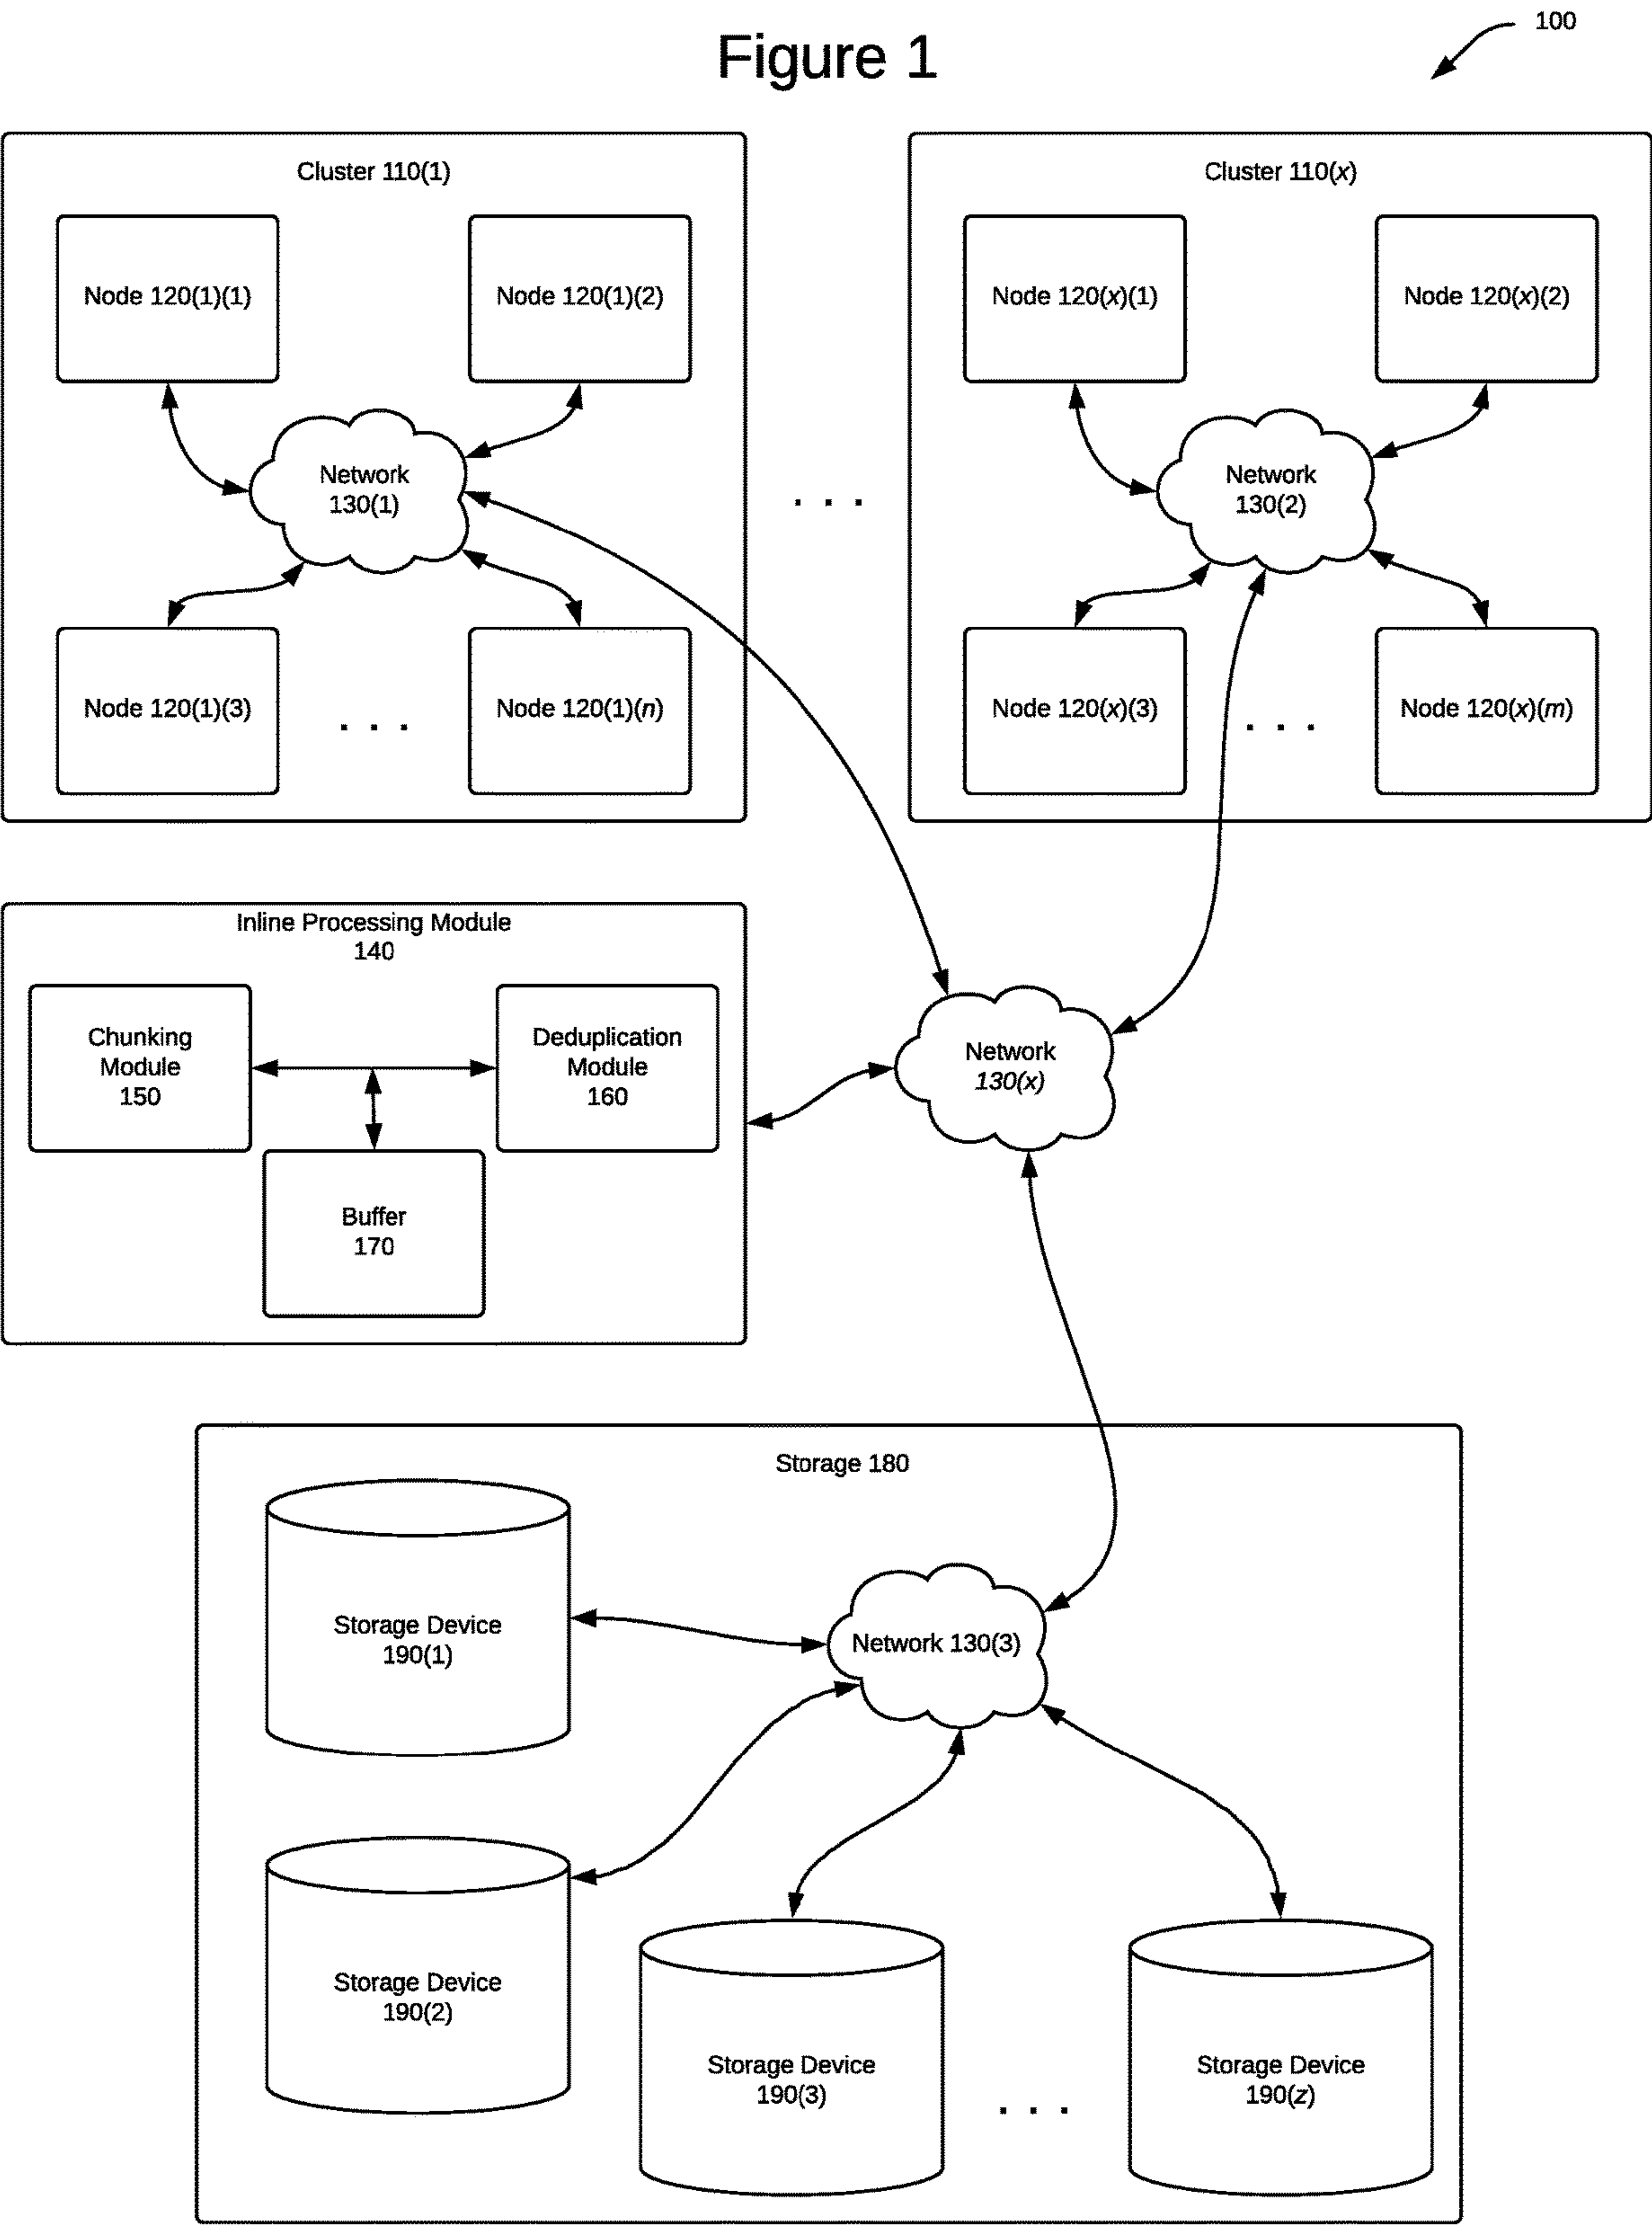 Figure 1
100
Cluster 110(1)
Node 120(1)(1)
Node 120(1)(2)
Network
130(1)
Node 120(1)(3)
. . .
Node 120(1)(n)
. . .
Cluster 110(x)
Node 120(x)(1)
Node 120(x)(2)
Network
130(2)
Node 120(x)(3)
. . .
Node 120(x)(m)
Inline Processing Module
140
Chunking
Module
150
Deduplication
Module
160
Buffer
170
Network
130(x)
Storage 180
Storage Device
190(1)
Network 130(3)
Storage Device
190(2)
Storage Device
190(3)
. . .
Storage Device
190(z)